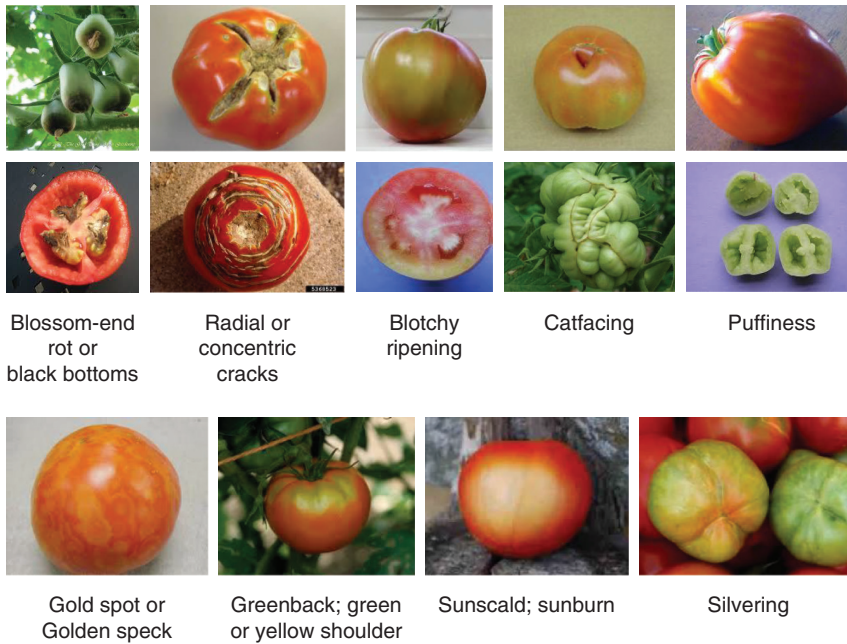 5368523
Blossom-end
rot or
black bottoms
Radial or
concentric
cracks
Blotchy
ripening
Catfacing
Puffiness
Gold spot or
Golden speck
Greenback; green
or yellow shoulder
Sunscald; sunburn
Silvering